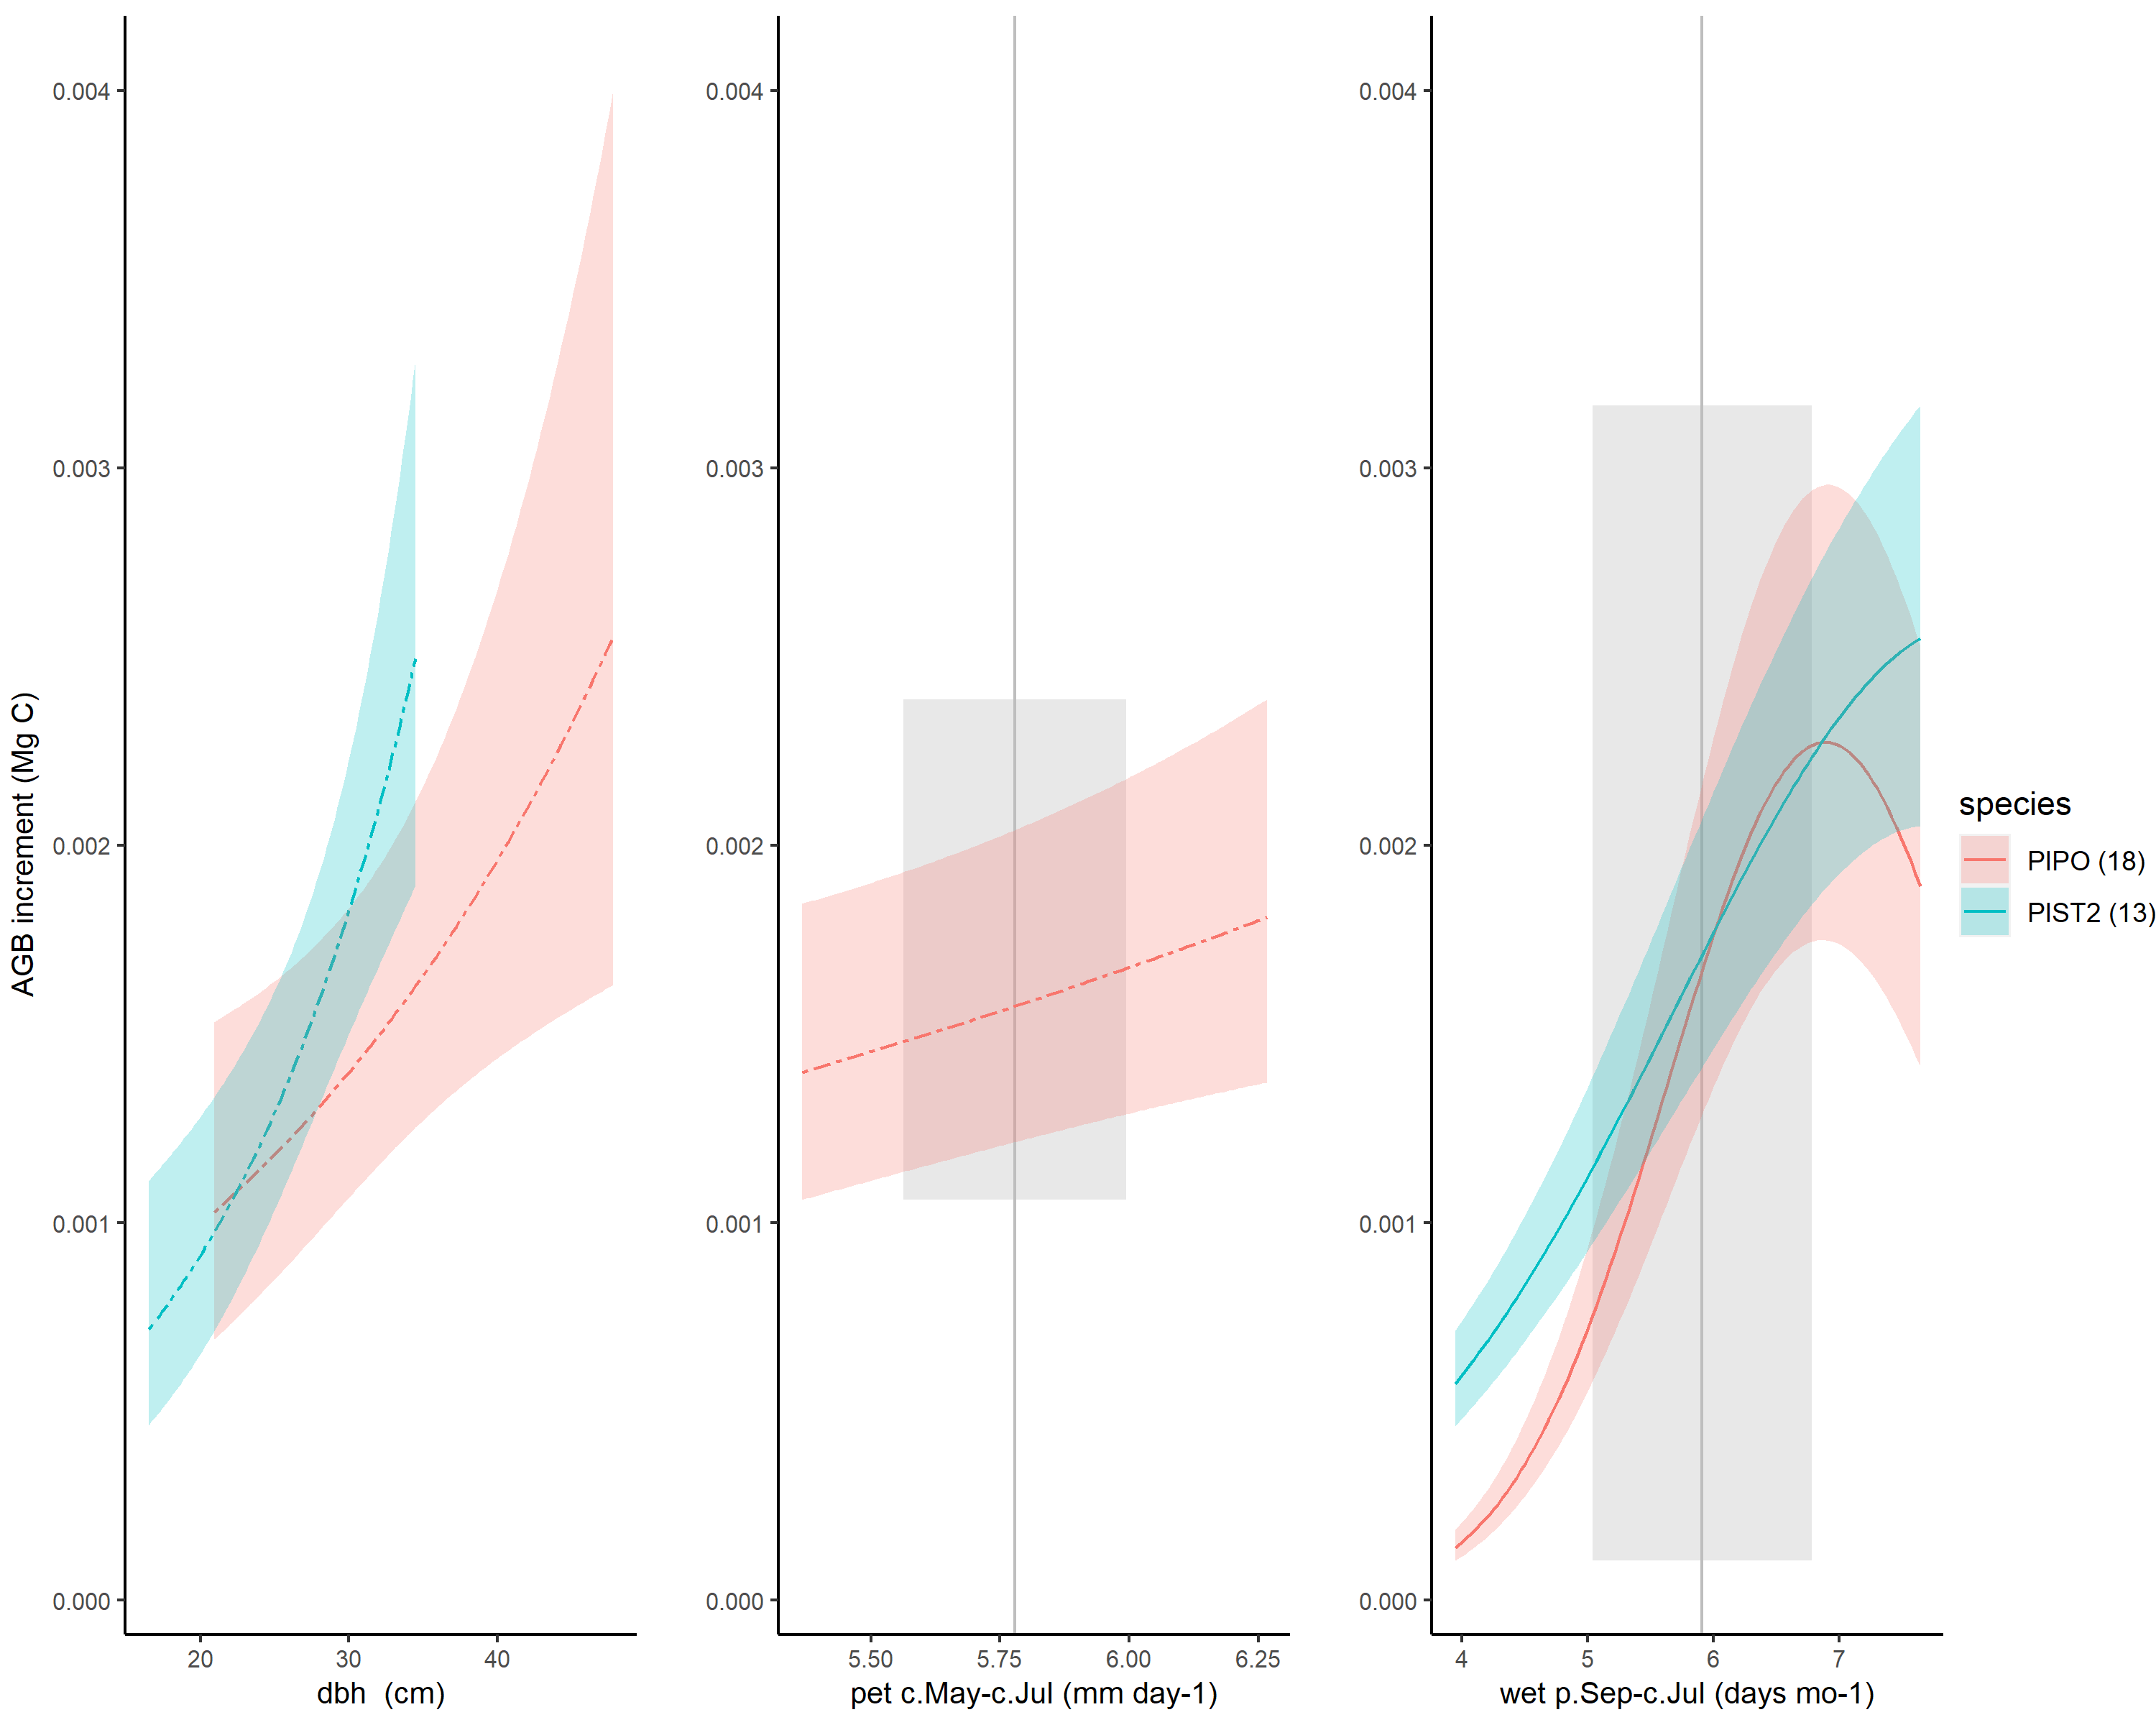 AGB increment (Mg C)
0.004
0.003
0.002
0.001
0.000
20 30 40
dbh  (cm)
0.004
0.003
0.002
0.001
0.000
5.50 5.75 6.00 6.25
pet c.May-c.Jul (mm day-1)
0.004
0.003
0.002
0.001
0.000
4 5 6 7
wet p.Sep-c.Jul (days mo-1)
species
PIPO (18)
PIST2 (13)